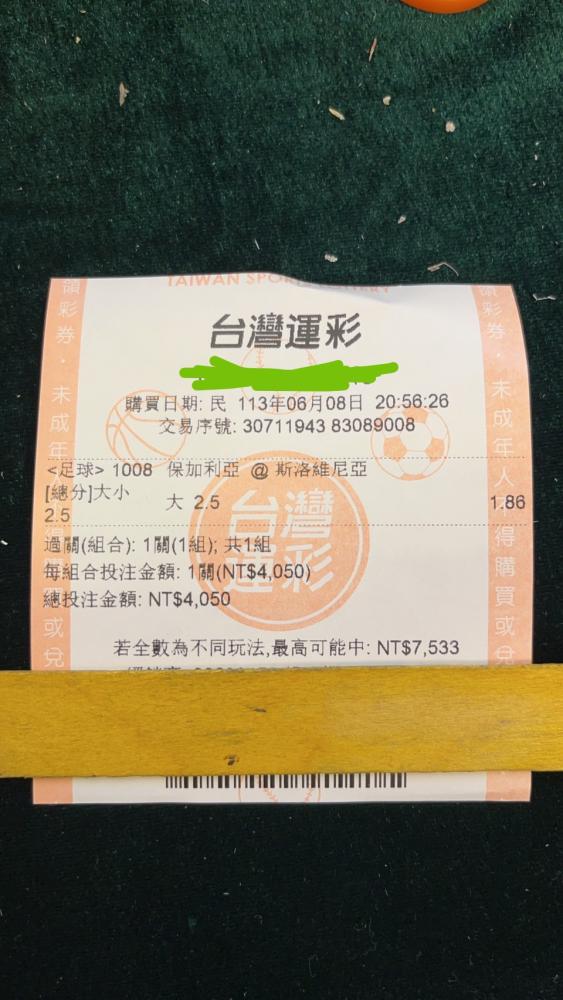 TAIWAN SPORTS LOTTERY
台灣運彩
購買日期: 民 113年06月08日 20:56:26
交易序號: 30711943 83089008
<足球> 1008 保加利亞 @ 斯洛維尼亞
[總分]大小
2.5
大 2.5
1.86
過關(組合): 1關(1組); 共1組
每組合投注金額: 1關(NT$4,050)
總投注金額: NT$4,050
若全數為不同玩法,最高可能中: NT$7,533
台灣
運彩
領彩券·未成年
得
或
兌
彩券·未成年人
得購買或兌